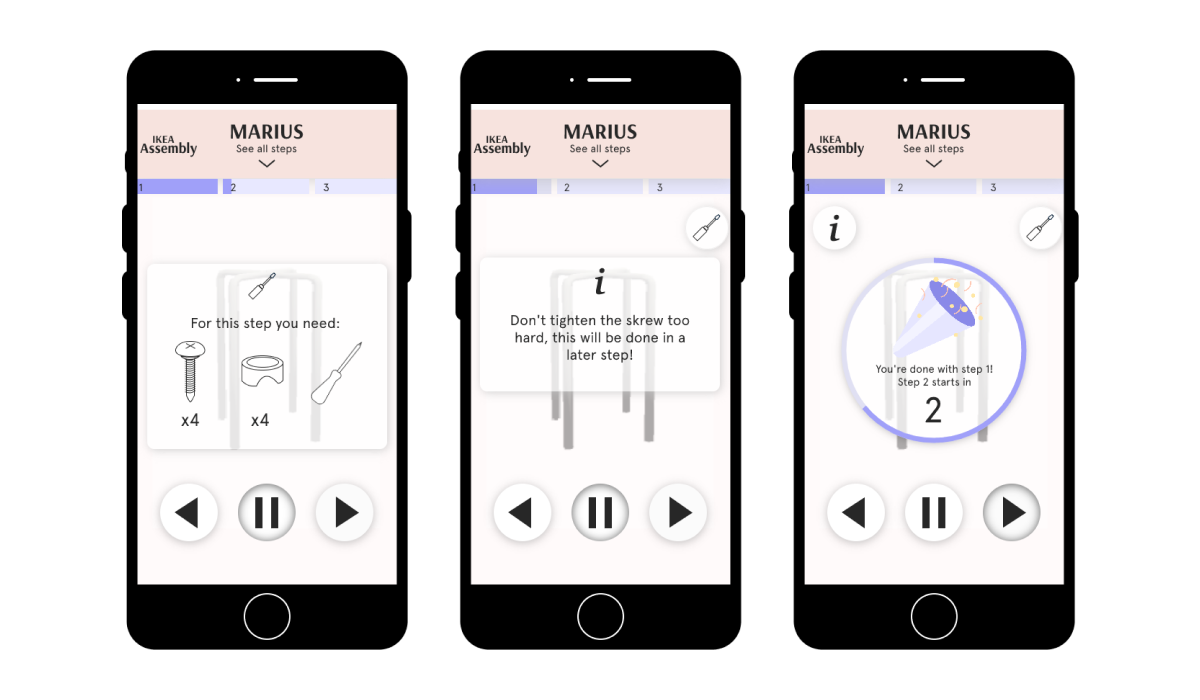 IKEA
Assembly
MARIUS
See all steps
1
2
3
For this step you need:
x4
x4
IKEA
Assembly
MARIUS
See all steps
1
2
3
i
Don't tighten the skrew too
hard, this will be done in a
later step!
IKEA
Assembly
MARIUS
See all steps
1
2
3
i
You're done with step 1!
Step 2 starts in
2